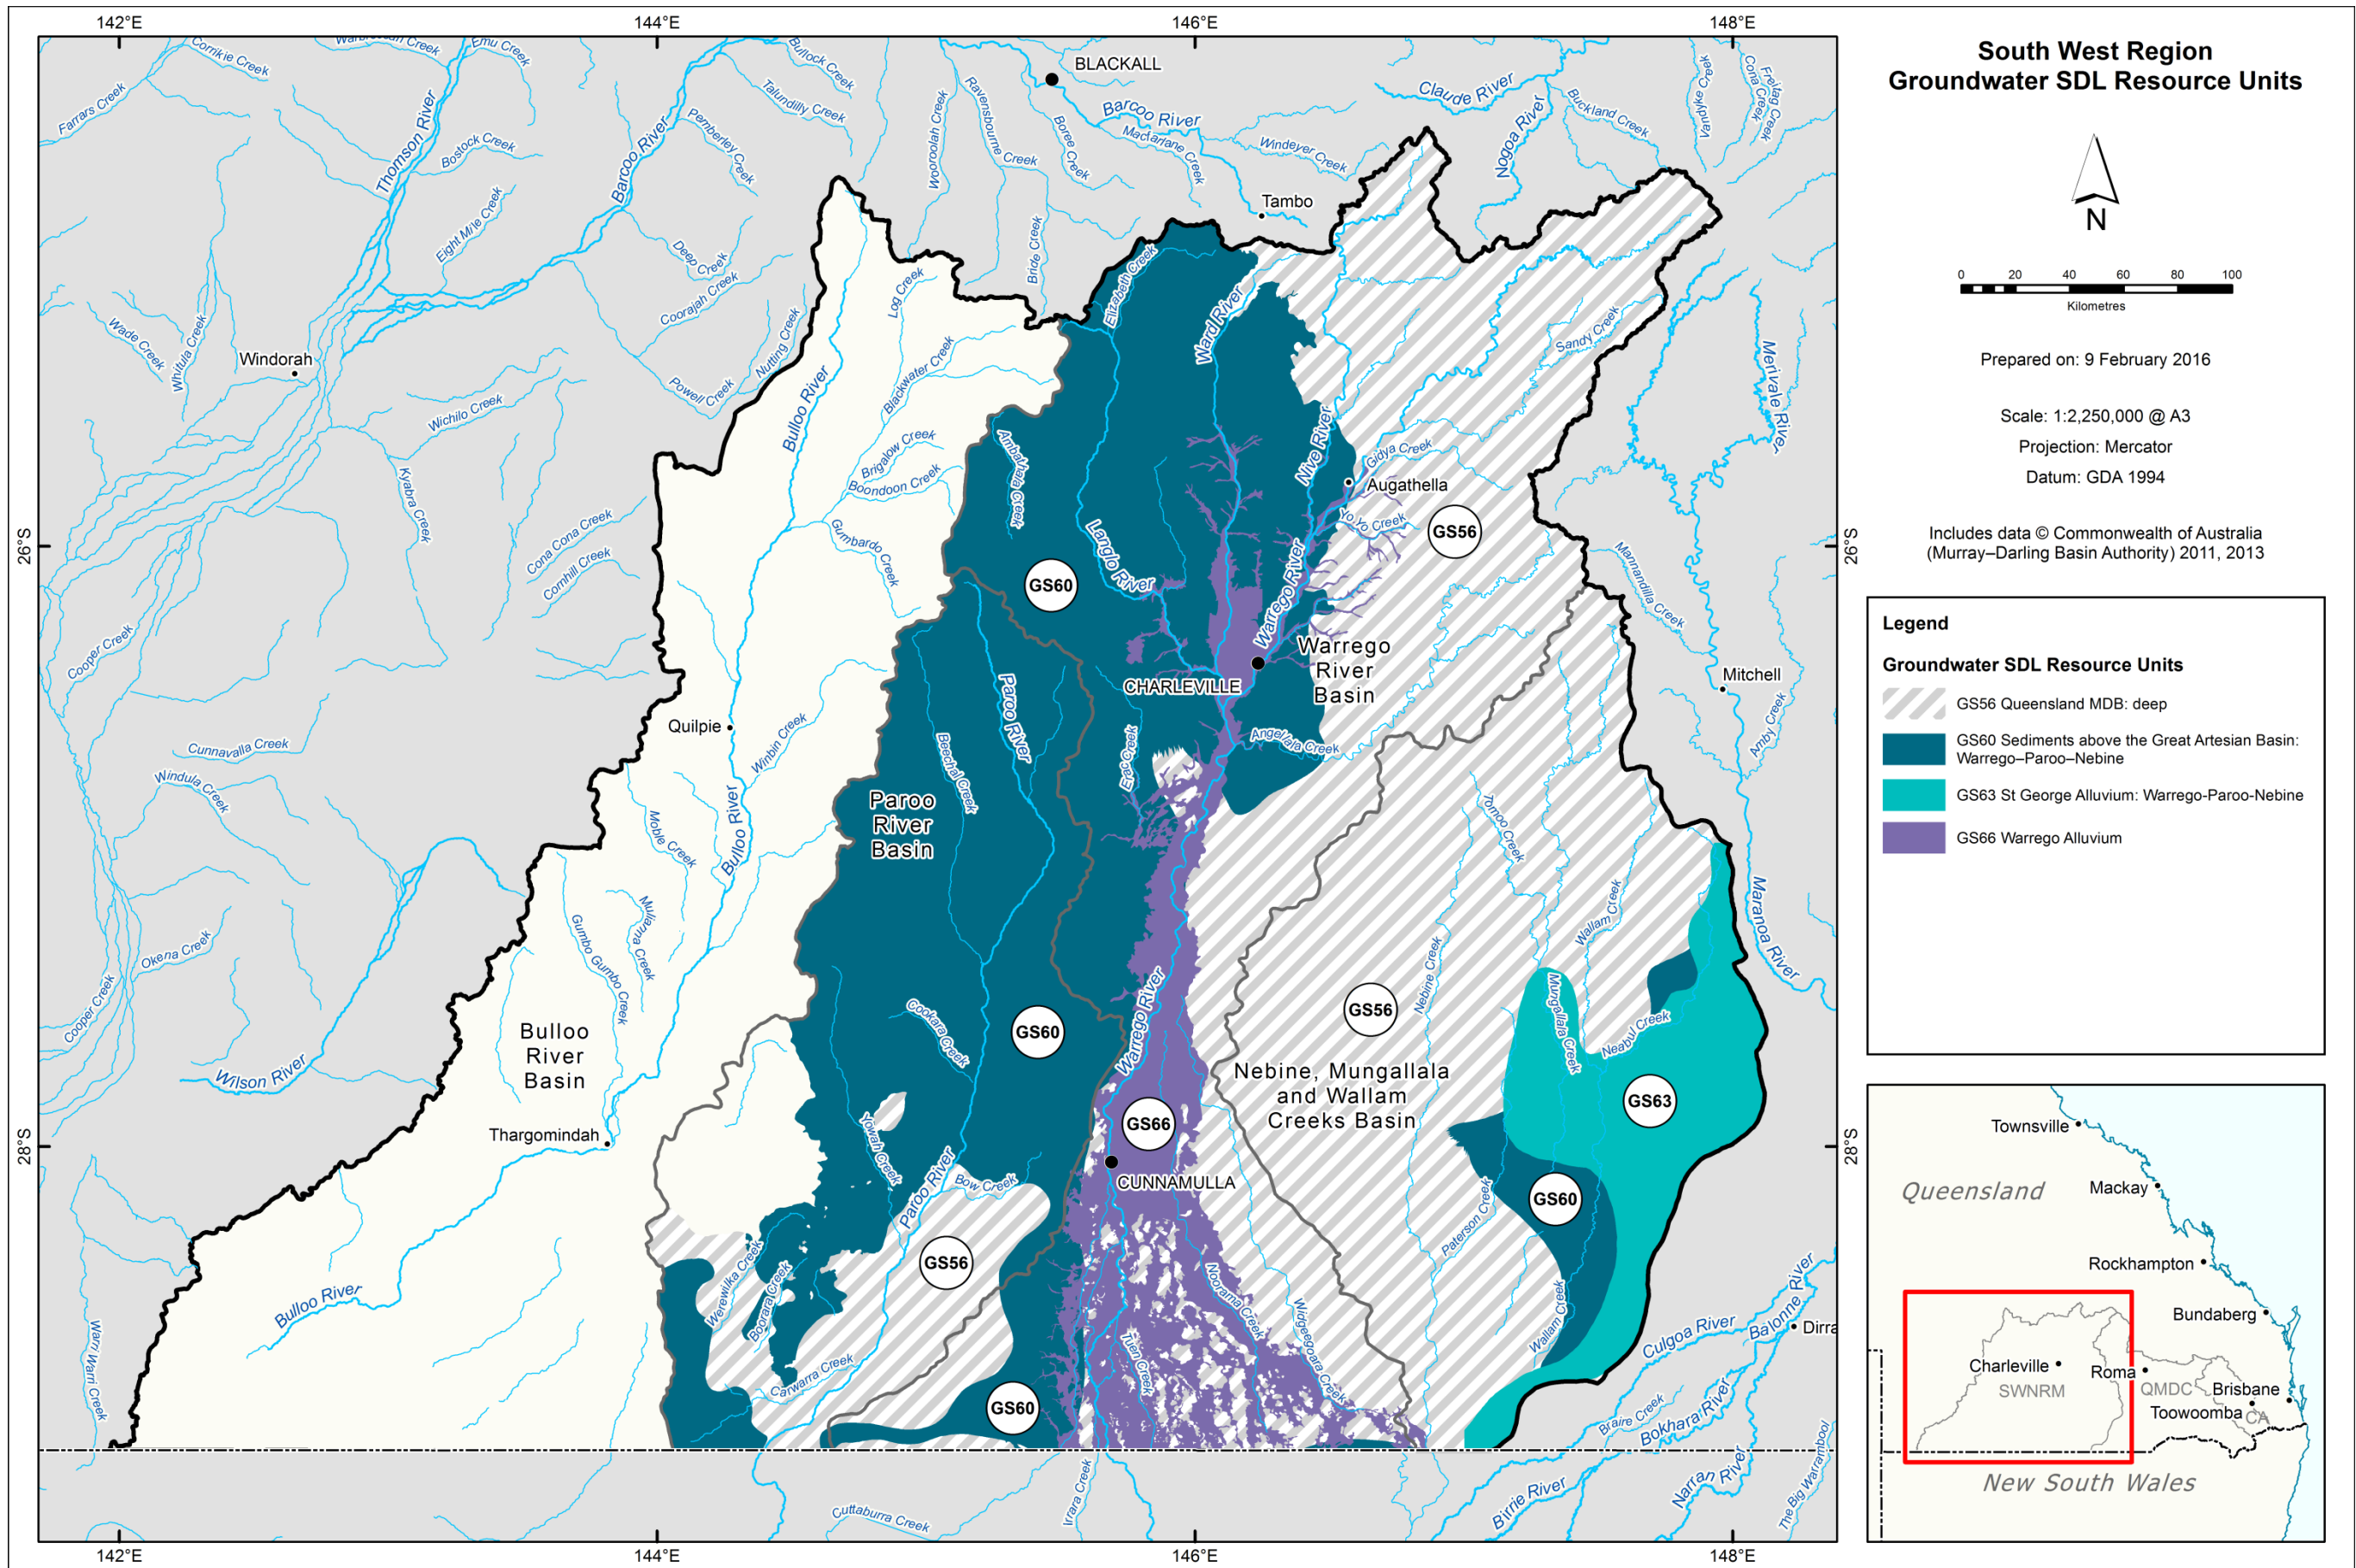 142°E
144°E
146°E
148°E
South West Region
Groundwater SDL Resource Units
N
0 20 40 60 80 100
Kilometres
Prepared on: 9 February 2016
Scale: 1:2,250,000 @ A3
Projection: Mercator
Datum: GDA 1994
Includes data © Commonwealth of Australia
(Murray–Darling Basin Authority) 2011, 2013
Legend
Groundwater SDL Resource Units
GS56 Queensland MDB: deep
GS60 Sediments above the Great Artesian Basin:
Warrego–Paroo–Nebine
GS63 St George Alluvium: Warrego-Paroo-Nebine
GS66 Warrego Alluvium
Townsville
Queensland
Mackay
Rockhampton
Bundaberg
Charleville
SWNRM
Roma
QMDC
Brisbane
Toowoomba
CA
New South Wales
Corrikie Creek
Creek
Emu Creek
Bullock Creek
BLACKALL
Farrars Creek
Thomson River
Bostock Creek
Barcoo River
Talundilly Creek
Pemberley Creek
Wooroolah Creek
Ravensbourne Creek
Boree Creek
Barcoo River
Macfarlane Creek
Windeyer Creek
Claude River
Nogoa River
Buckland Creek
Vandyke Creek
Cona Creek
Freitag Creek
Tambo
Eight Mile Creek
Deep Creek
Coorajah Creek
Bride Creek
Elizabeth Creek
Log Creek
Ward River
Wade Creek
Whitula Creek
Windorah
Nutting Creek
Powell Creek
Wichilo Creek
Bulloo River
Blackwater Creek
Sandy Creek
Merivale River
Kyabra Creek
Brigalow Creek
Boondoon Creek
Ambathala Creek
Nive River
Gidya Creek
Augathella
Yo Yo Creek
GS56
26°S
26°S
Cona Cona Creek
Cornhill Creek
Gumbardo Creek
Langlo River
Warrego River
GS60
Mannandilla Creek
Cooper Creek
Warrego
River
Basin
CHARLEVILLE
Mitchell
Quilpie
Paroo River
Cunnavalla Creek
Winbin Creek
Beechal Creek
Angellala Creek
Amby Creek
Windula Creek
Paroo
River
Basin
Moble Creek
Bulloo River
Tomoo Creek
Gumbo Gumbo Creek
Okena Creek
Wallam Creek
Maranoa River
Cooper Creek
Bulloo
River
Basin
Wilson River
Cookara Creek
GS60
Warrego River
GS56
Nebine Creek
Mungallala Creek
Neabul Creek
Nebine, Mungallala
and Wallam
Creeks Basin
GS63
GS66
28°S
28°S
Thargomindah
Yowah Creek
CUNNAMULLA
Bow Creek
Paroo River
GS60
Paterson Creek
GS56
Werewilka Creek
Boorara Creek
Bulloo River
Noorama Creek
Widgeegoara Creek
Wallam Creek
Culgoa River
Balonne River
Dirra
Warri Warri Creek
Tuen Creek
Carwarra Creek
GS60
Braire Creek
Bokhara River
Narran River
Birrie River
The Big Warrambool
Irrara Creek
Cuttaburra Creek
142°E
144°E
146°E
148°E